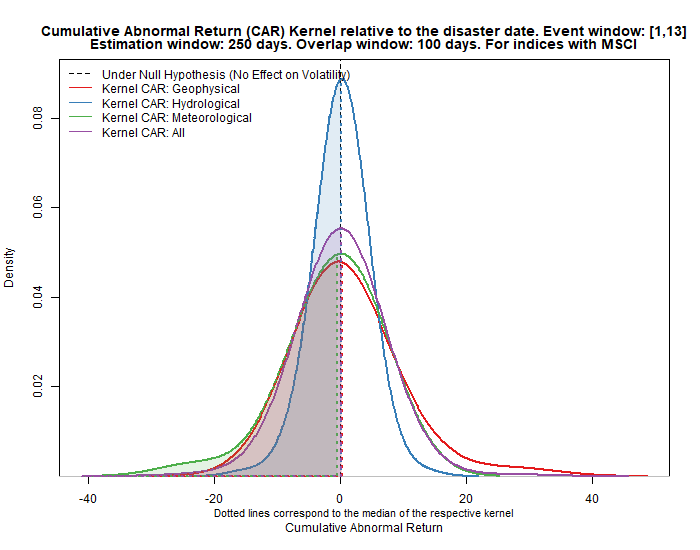 Cumulative Abnormal Return (CAR) Kernel relative to the disaster date. Event window: [1,13]
Estimation window: 250 days. Overlap window: 100 days. For indices with MSCI
Under Null Hypothesis (No Effect on Volatility)
Kernel CAR: Geophysical
Kernel CAR: Hydrological
Kernel CAR: Meteorological
Kernel CAR: All
Density
0.08
0.06
0.04
0.02
-40
-20
0
20
40
Dotted lines correspond to the median of the respective kernel
Cumulative Abnormal Return